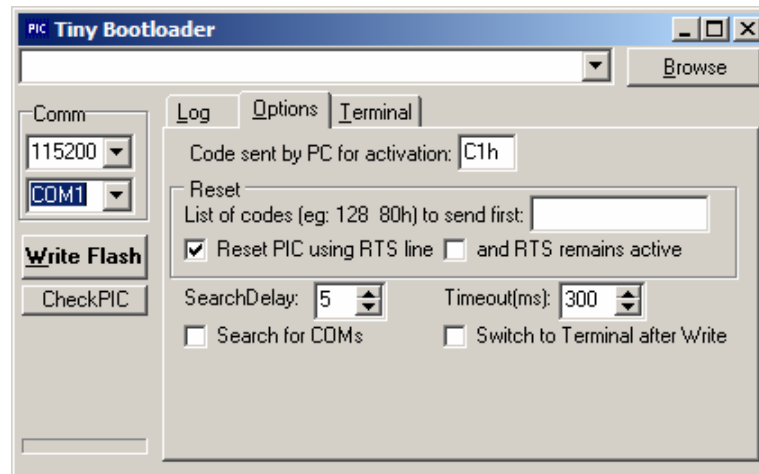 PIC Tiny Bootloader
Browse
Comm
115200
COM1
Write Flash
CheckPIC
Log Options Terminal
Code sent by PC for activation: C1h
Reset
List of codes (eg: 128 80h) to send first:
Reset PIC using RTS line and RTS remains active
SearchDelay: 5 Timeout(ms): 300
Search for COMs Switch to Terminal after Write